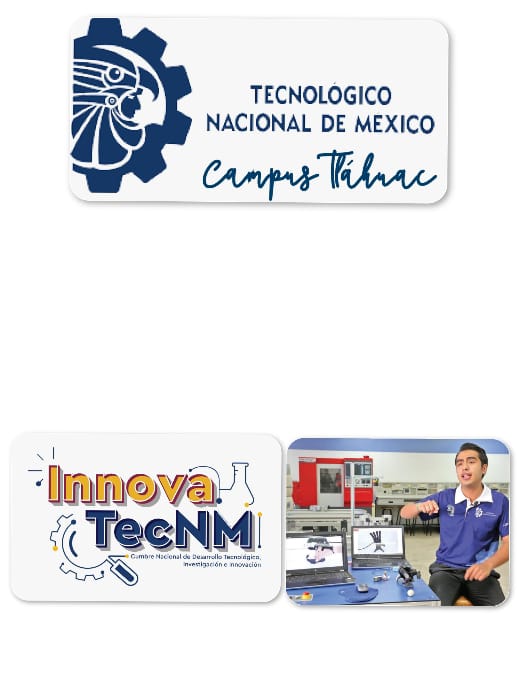 TECNOLÓGICO
NACIONAL DE MEXICO
Campus Tláhuac
Innova
TecNM
Cumbre Nacional de Desarrollo Tecnológico,
Investigación e Innovación